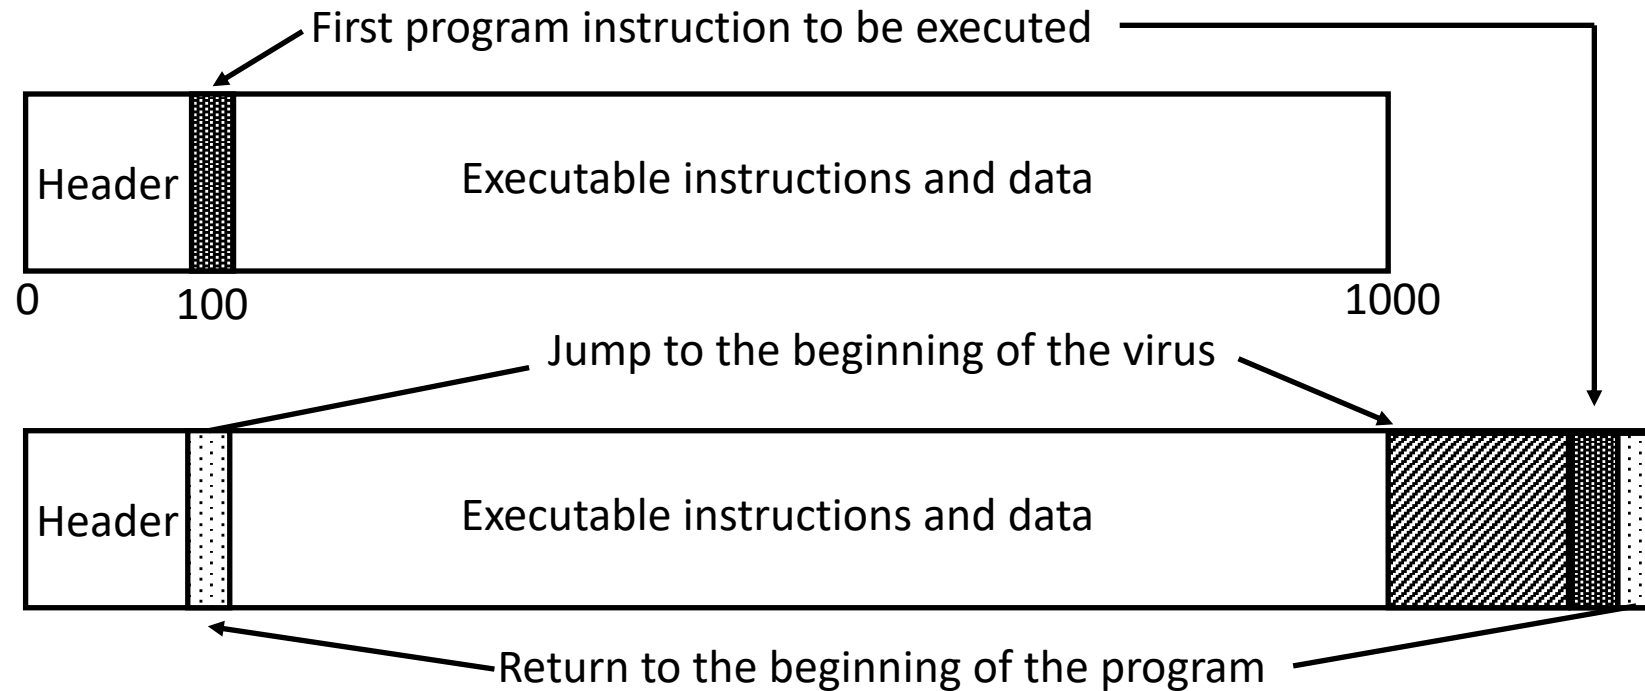 First program instruction to be executed
Header
Executable instructions and data
0
100
1000
Jump to the beginning of the virus
Header
Executable instructions and data
Return to the beginning of the program